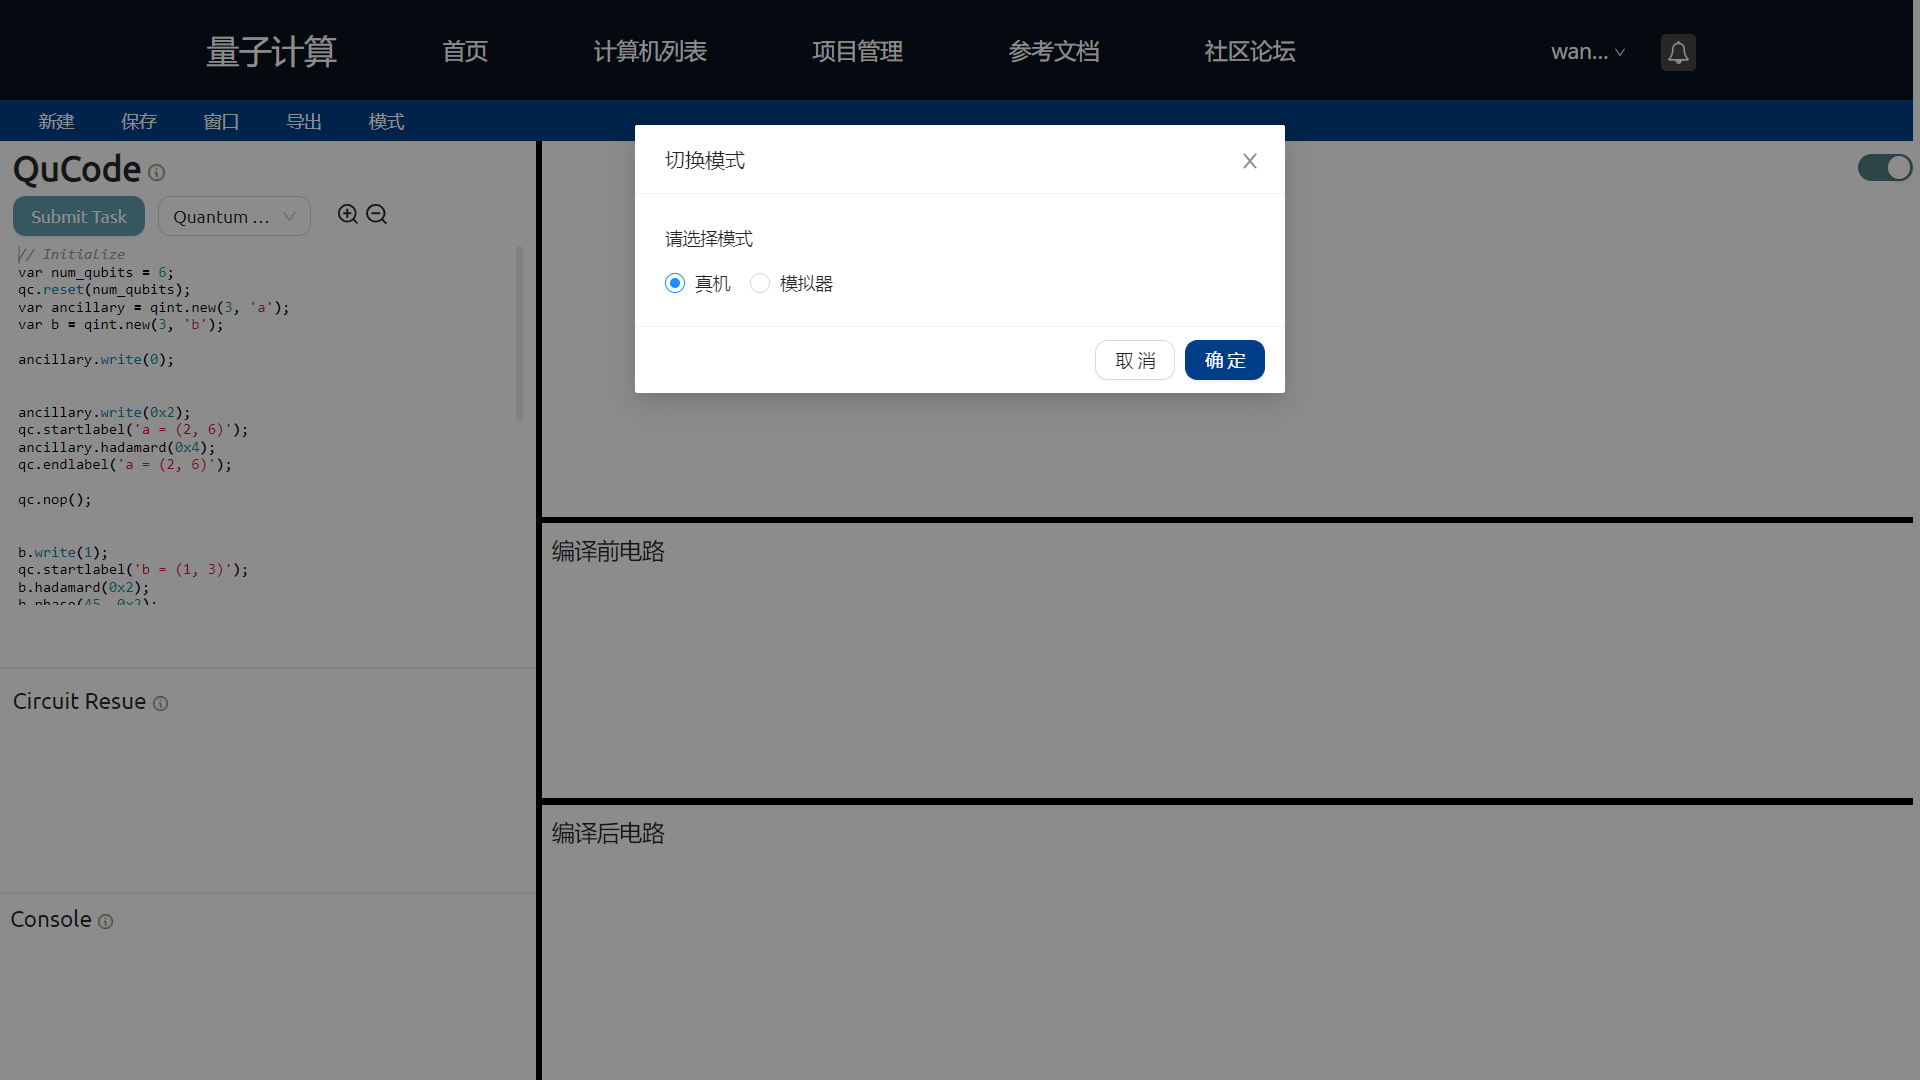 量子计算
首页
计算机列表
项目管理
参考文档
社区论坛
wan...
新建
保存
窗口
导出
模式
QuCode
Submit Task
Quantum ...
// Initialize
var num_qubits = 6;
qc.reset(num_qubits);
var ancillary = qint.new(3, 'a');
var b = qint.new(3, 'b');
ancillary.write(0);
ancillary.write(0x2);
qc.startlabel('a = (2, 6)');
ancillary.hadamard(0x4);
qc.endlabel('a = (2, 6)');
qc.nop();
b.write(1);
qc.startlabel('b = (1, 3)');
b.hadamard(0x2);
b.phase(45, 0x2);
Circuit Resue
Console
切换模式
请选择模式
真机
模拟器
取 消
确 定
编译前电路
编译后电路